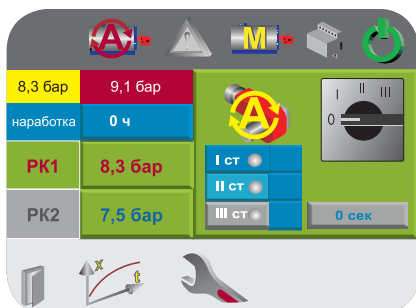 A
M
8,3 бар
9,1 бар
наработка
0 ч
A
I
II
III
0
РК1
8,3 бар
I ст
II ст
III ст
РК2
7,5 бар
0 сек
x
t